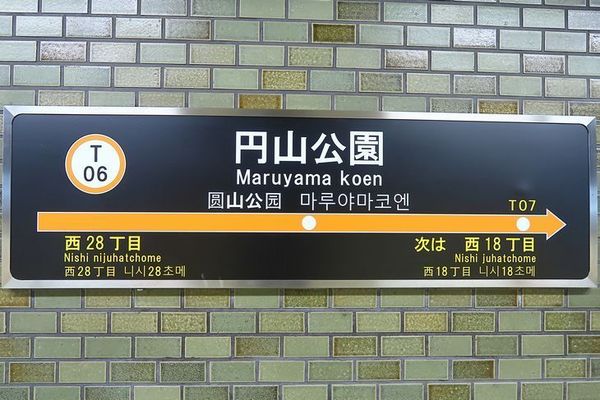 T
06
円山公園
Maruyama koen
圆山公园 마루야마코엔
T07
西28丁目
Nishi nijuhatchome
西28丁目 니시28초메
次は 西18丁目
Nishi juhatchome
西18丁目 니시18초메